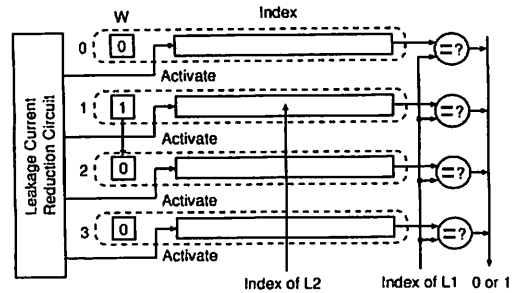 W
Index
0
0
=?
Activate
1
1
=?
Activate
2
0
=?
Activate
3
0
=?
Activate
Leakage Current
Reduction Circuit
Index of L2
Index of L1
0 or 1